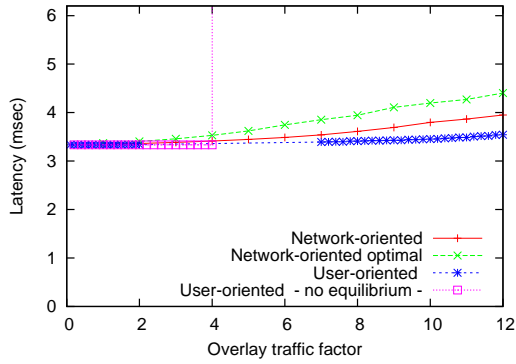 6
5
4
3
2
1
0
Latency (msec)
Network-oriented
Network-oriented optimal
User-oriented
User-oriented - no equilibrium -
0 2 4 6 8 10 12
Overlay traffic factor